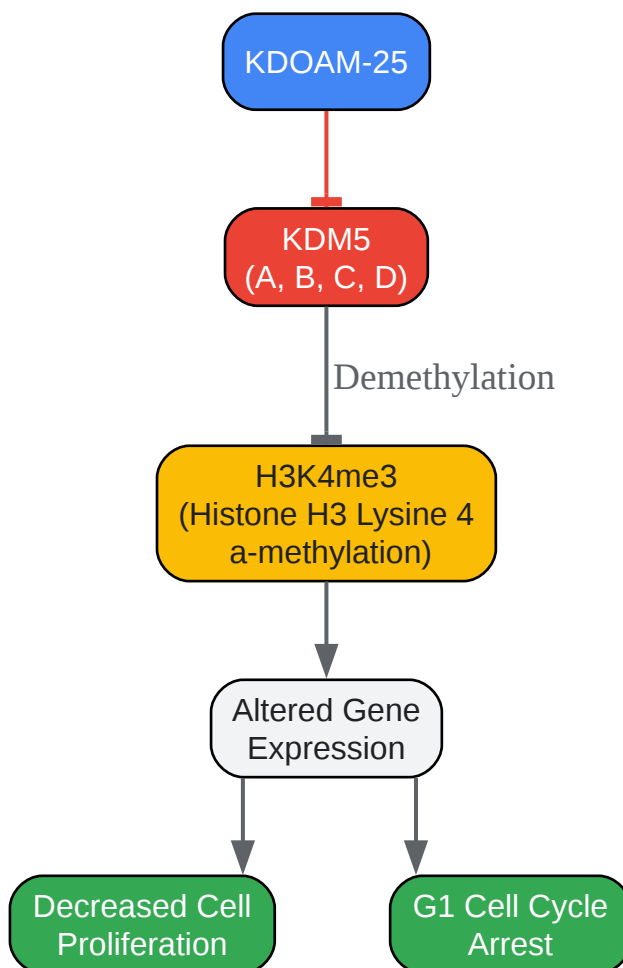 KDOAM-25
KDM5
(A, B, C, D)
Demethylation
H3K4me3
(Histone H3 Lysine 4
a-methylation)
Altered Gene
Expression
Decreased Cell
Proliferation
G1 Cell Cycle
Arrest